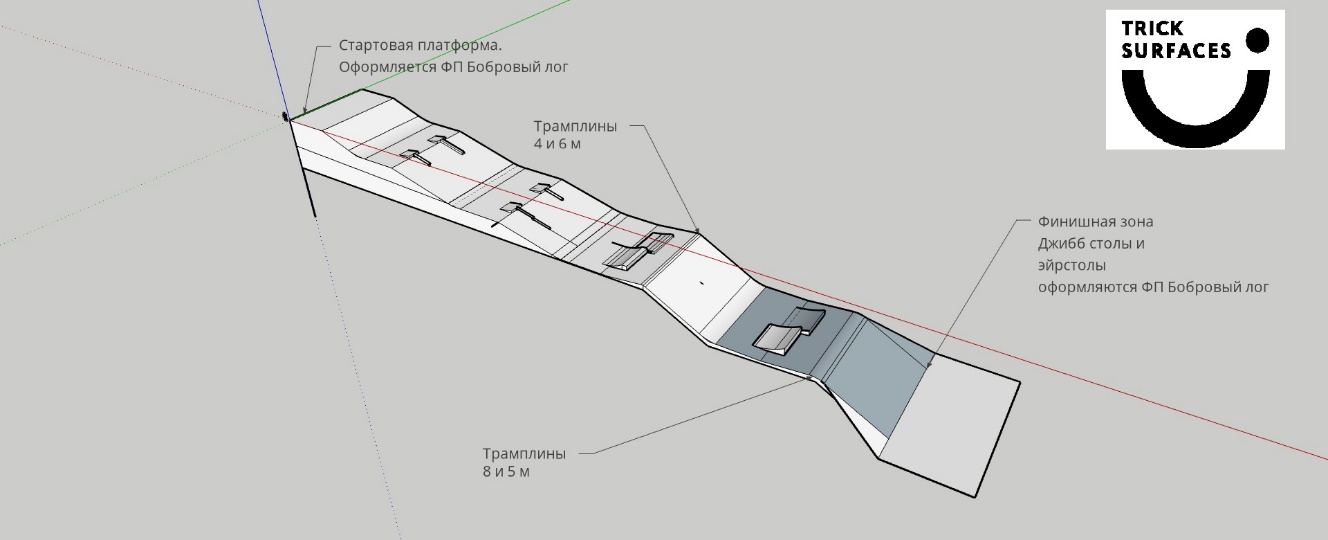 Стартовая платформа.
Оформляется ФП Бобровый лог
TRICK
SURFACES
Трамплины
4 и 6 м
Финишная зона
Джибб столы и
эйрстолы
оформляются ФП Бобровый лог
Трамплины
8 и 5 м